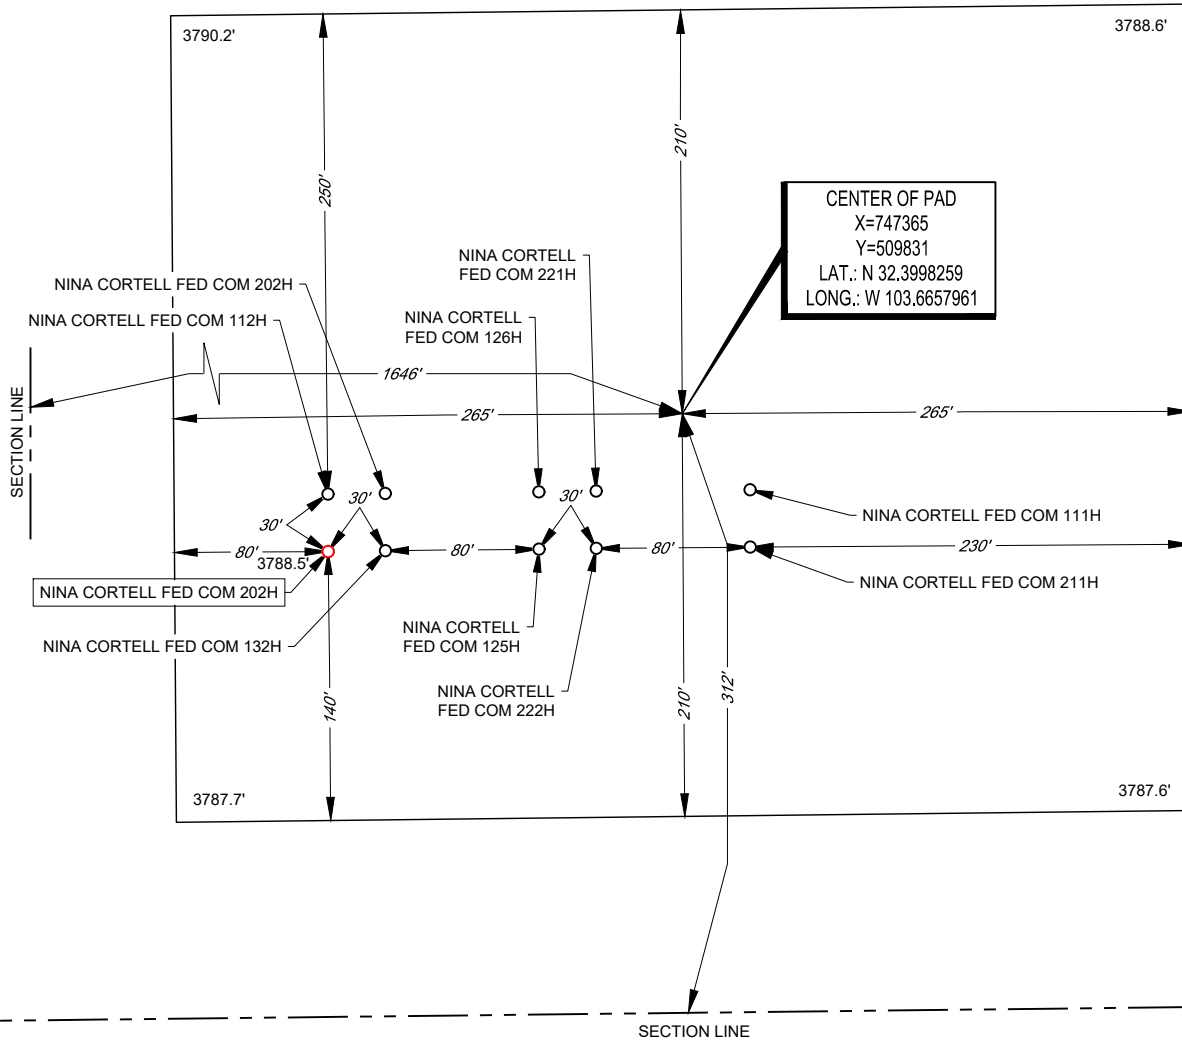 3790.2'
3788.6'
210'
250'
CENTER OF PAD
X=747365
Y=509831
LAT.: N 32.3998259
LONG.: W 103.6657961
NINA CORTELL
FED COM 221H
NINA CORTELL FED COM 202H
NINA CORTELL FED COM 112H
NINA CORTELL
FED COM 126H
SECTION LINE
1646'
265'
265'
30'
30'
30'
NINA CORTELL FED COM 111H
80'
3788.5'
80'
80'
230'
NINA CORTELL FED COM 202H
NINA CORTELL FED COM 211H
NINA CORTELL FED COM 132H
NINA CORTELL
FED COM 125H
NINA CORTELL
FED COM 222H
140'
210'
312'
3787.7'
3787.6'
SECTION LINE